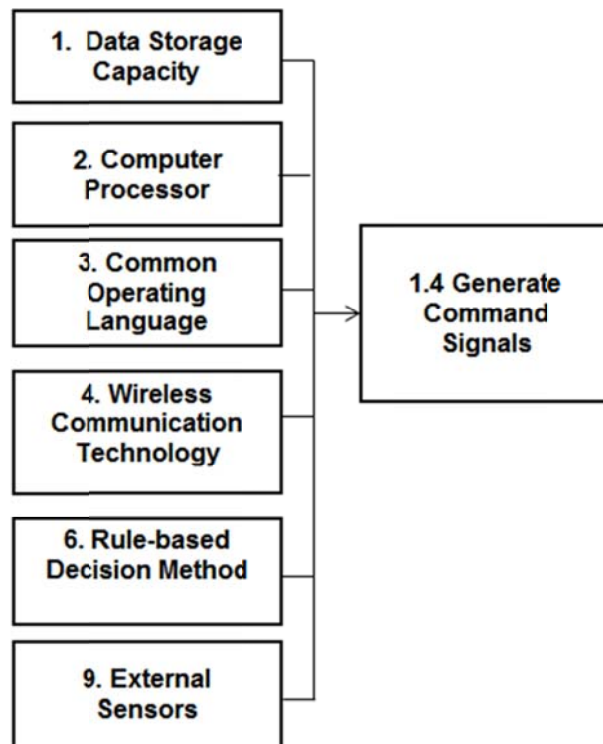 1. Data Storage
Capacity
2. Computer
Processor
3. Common
Operating
Language
4. Wireless
Communication
Technology
6. Rule-based
Decision Method
9. External
Sensors
1.4 Generate
Command
Signals